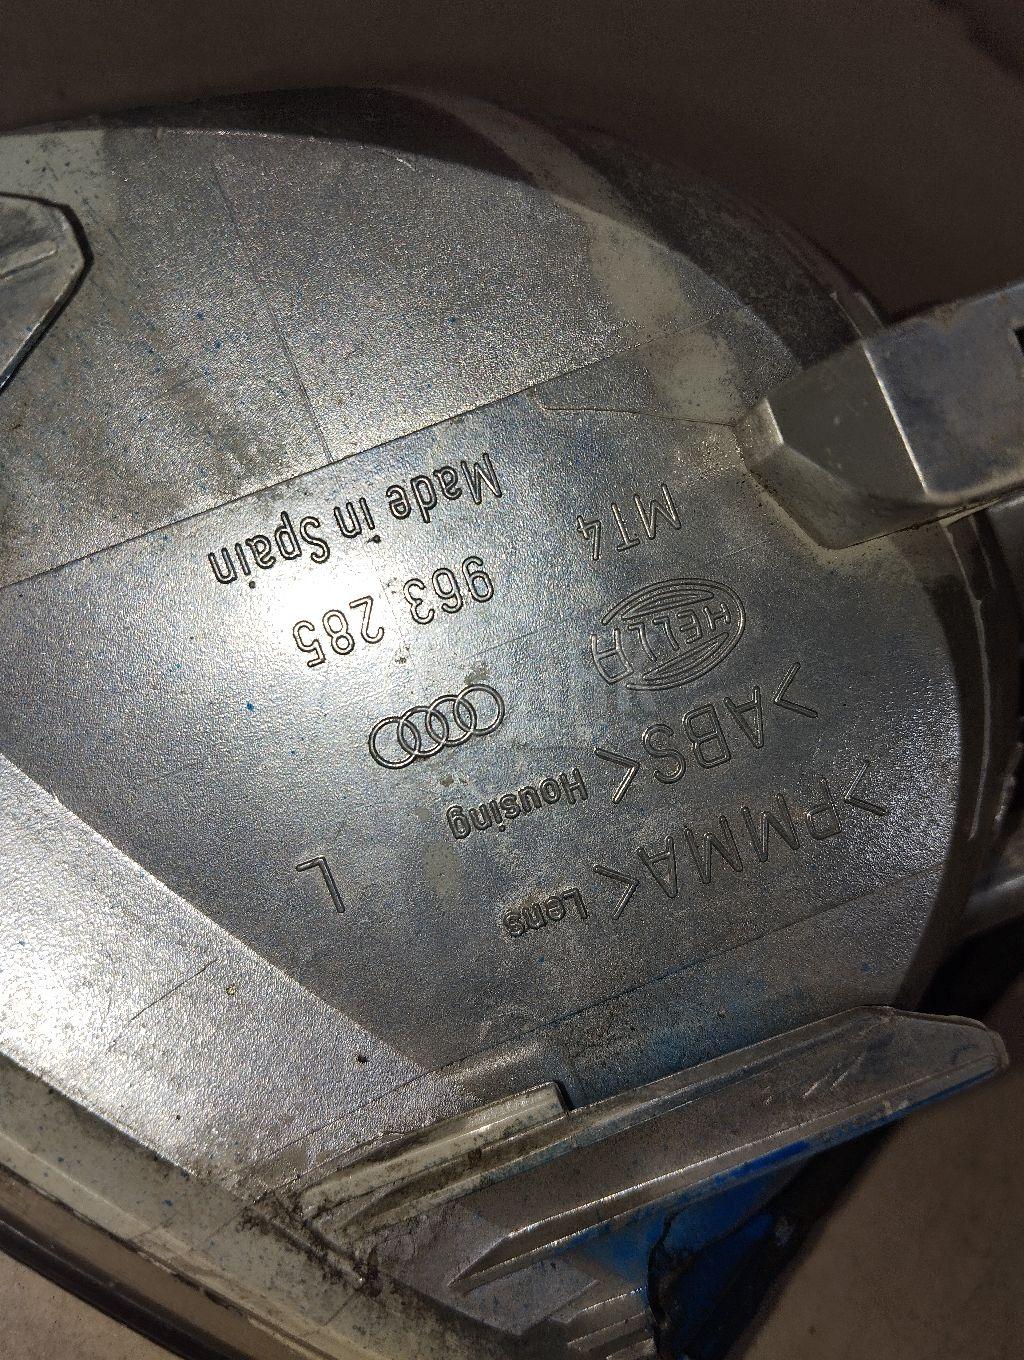 L
>PMMA< Lens
>ABS< Housing
HELLA
963 285
MT4
Made in Spain